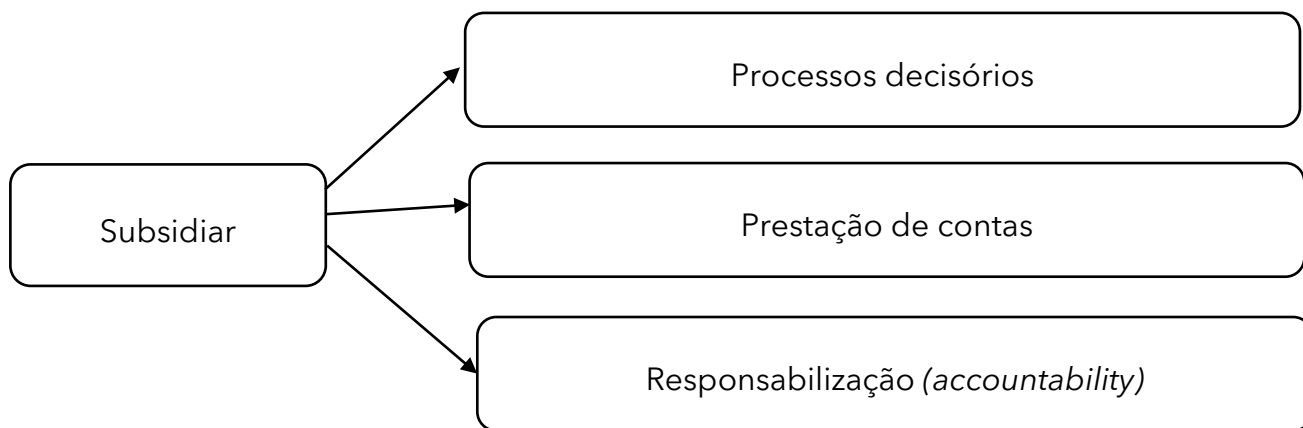 Processos decisórios
Subsidiar
Prestação de contas
Responsabilização (accountability)